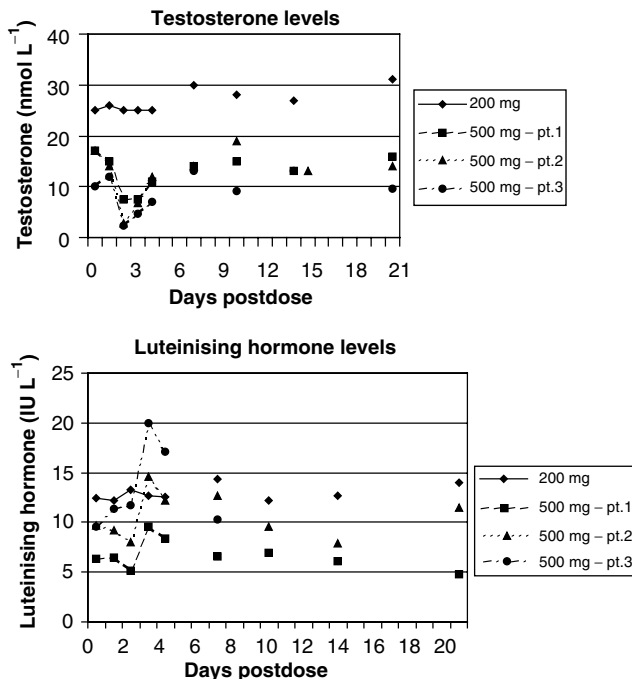 Testosterone levels
Testosterone (nmol L⁻¹)
40
30
20
10
0
0 3 6 9 12 15 18 21
Days postdose
200 mg
500 mg – pt.1
500 mg – pt.2
500 mg – pt.3
Luteinising hormone levels
Luteinising hormone (IU L⁻¹)
25
20
15
10
5
0
0 2 4 6 8 10 12 14 16 18 20
Days postdose
200 mg
500 mg – pt.1
500 mg – pt.2
500 mg – pt.3